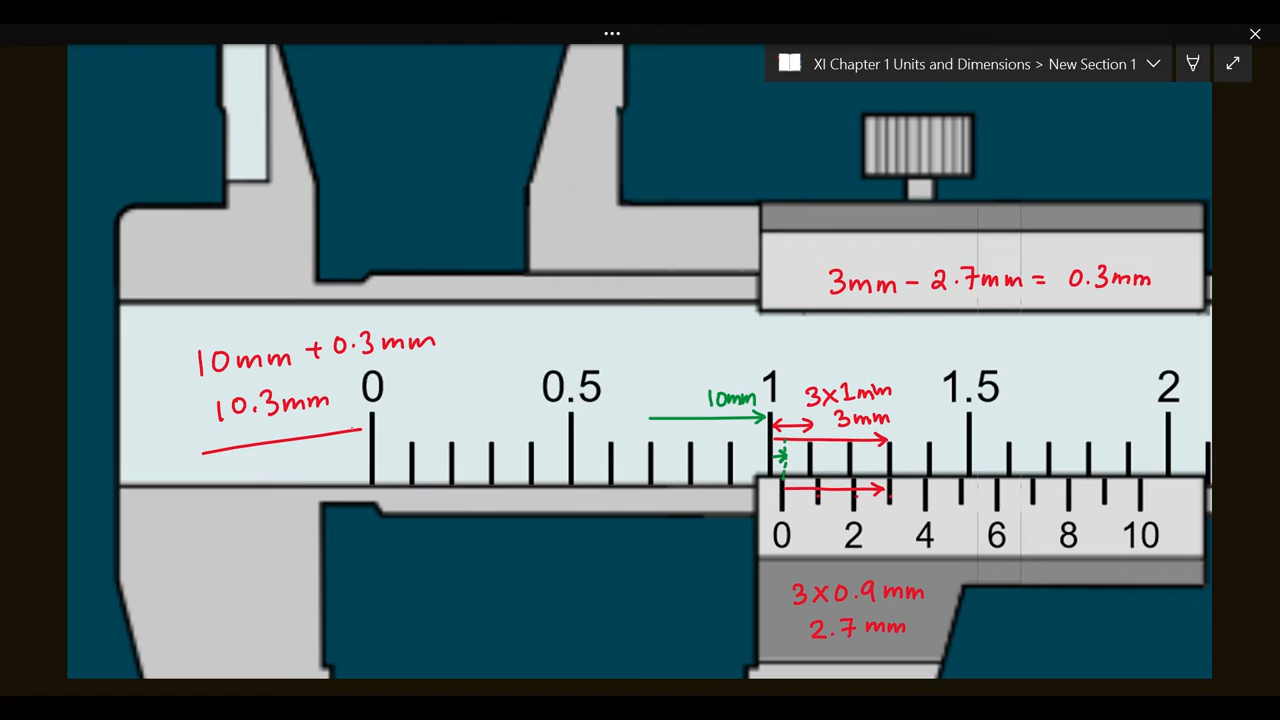 XI Chapter 1 Units and Dimensions > New Section 1
3mm - 2.7mm = 0.3mm
10mm + 0.3mm
10.3mm
0 0.5 1 1.5 2
10mm
3×1mm
3mm
0 2 4 6 8 10
3×0.9mm
2.7mm